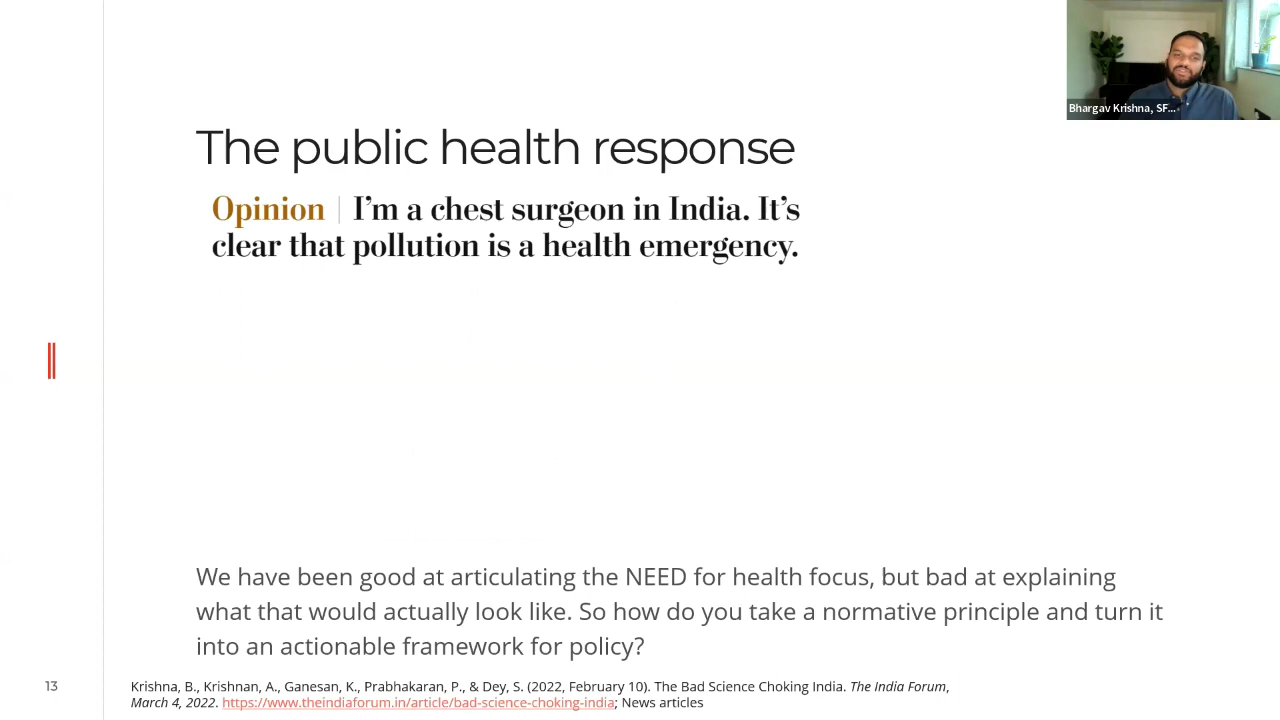 Bhargav Krishna, SF...
The public health response
Opinion | I'm a chest surgeon in India. It's
clear that pollution is a health emergency.
We have been good at articulating the NEED for health focus, but bad at explaining
what that would actually look like. So how do you take a normative principle and turn it
into an actionable framework for policy?
13
Krishna, B., Krishnan, A., Ganesan, K., Prabhakaran, P., & Dey, S. (2022, February 10). The Bad Science Choking India. The India Forum,
March 4, 2022. https://www.theindiaforum.in/article/bad-science-choking-india; News articles